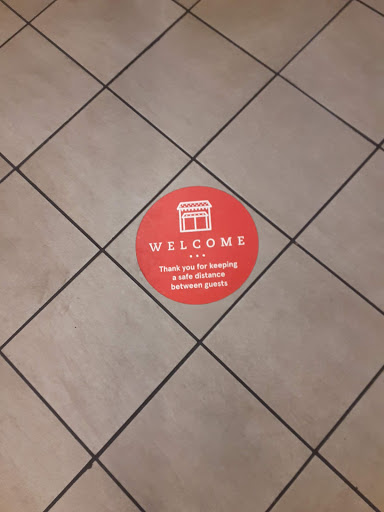 WELCOME
Thank you for keeping
a safe distance
between guests